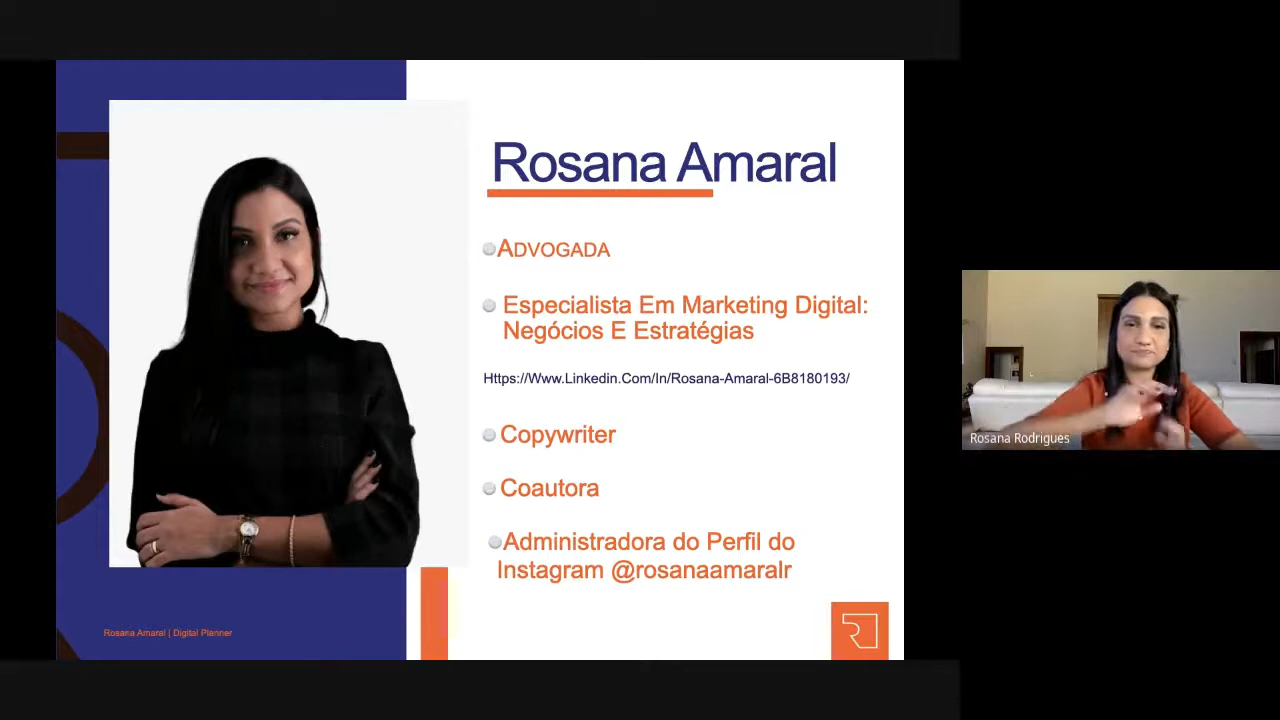 Rosana Amaral
ADVOGADA
Especialista Em Marketing Digital:
Negócios E Estratégias
Https://Www.Linkedin.Com/In/Rosana-Amaral-6B8180193/
Copywriter
Coautora
Administradora do Perfil do
Instagram @rosanaamaralr
Rosana Amaral | Digital Planner
Rosana Rodrigues